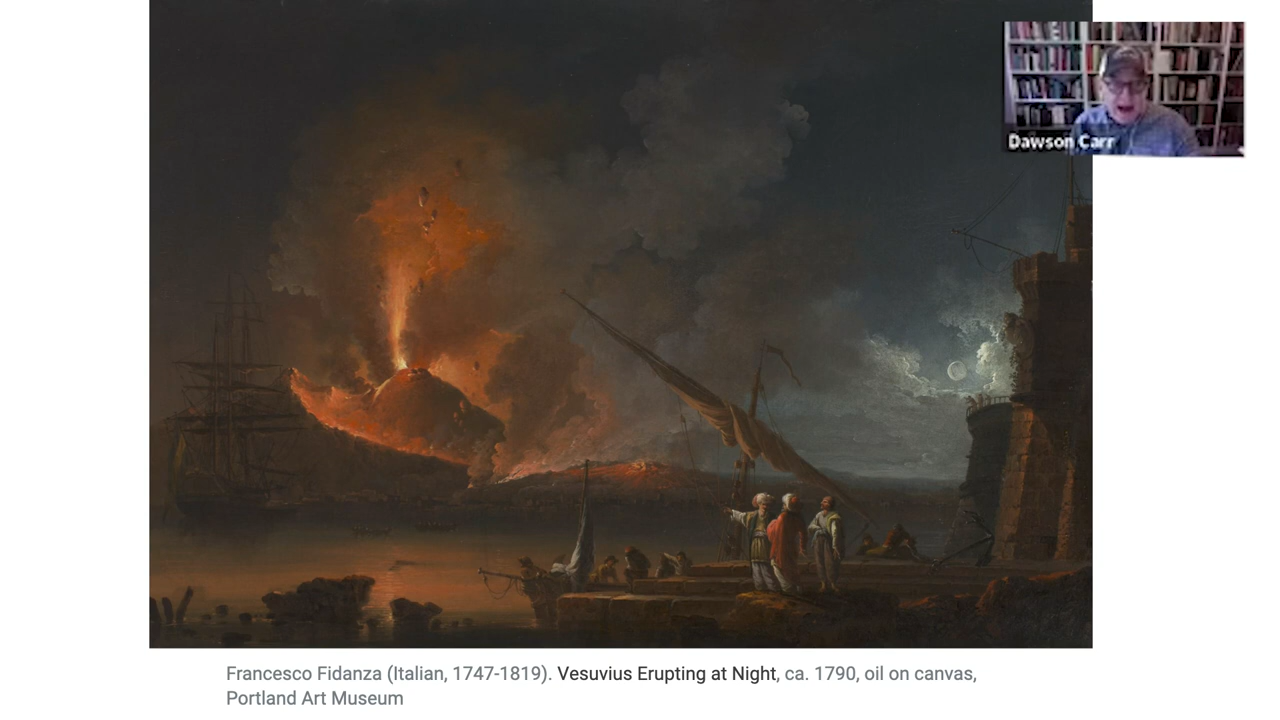 Dawson Carr
Francesco Fidanza (Italian, 1747-1819). Vesuvius Erupting at Night, ca. 1790, oil on canvas,
Portland Art Museum